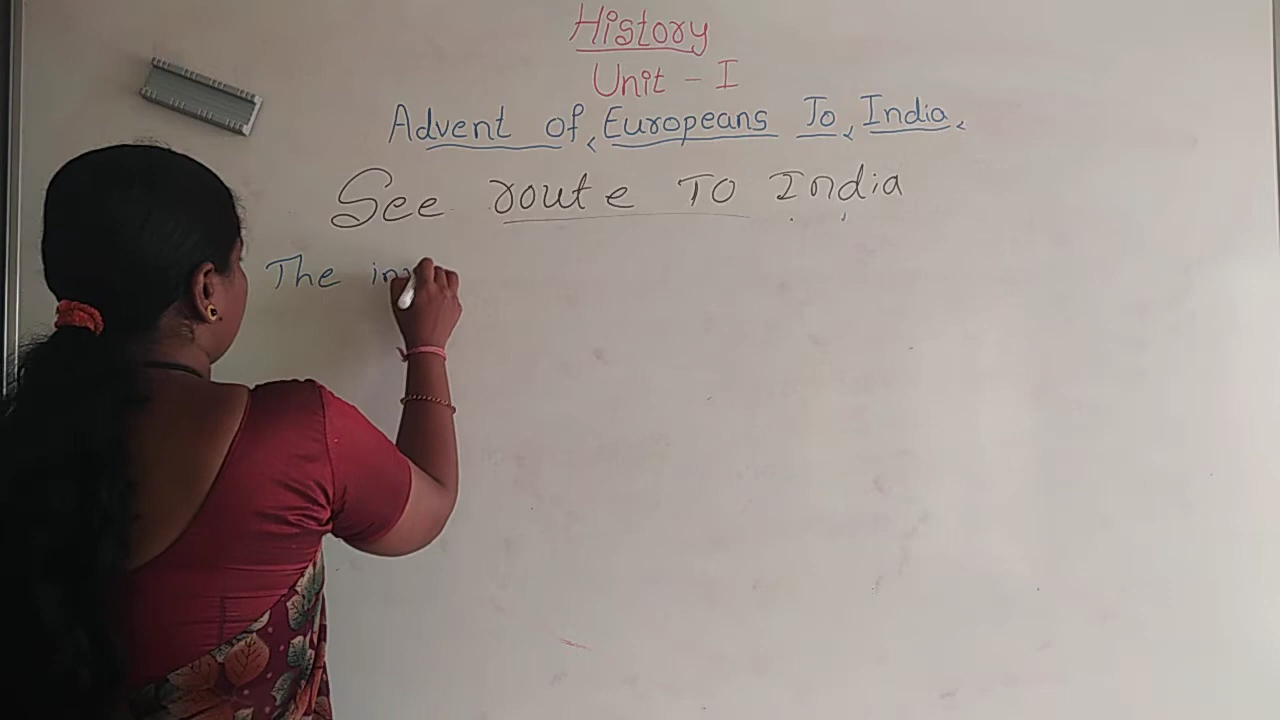 History
Unit - I
Advent of Europeans To India
See route To India
The